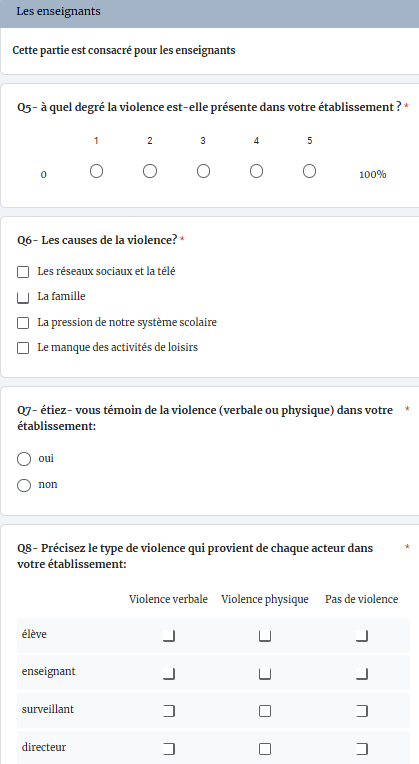 Les enseignants
Cette partie est consacré pour les enseignants
Q5- à quel degré la violence est-elle présente dans votre établissement ? *
1 2 3 4 5
0 100%
Q6- Les causes de la violence? *
Les réseaux sociaux et la télé
La famille
La pression de notre système scolaire
Le manque des activités de loisirs
Q7- étiez- vous témoin de la violence (verbale ou physique) dans votre *
établissement:
oui
non
Q8- Précisez le type de violence qui provient de chaque acteur dans *
votre établissement:
Violence verbale Violence physique Pas de violence
élève
enseignant
surveillant
directeur